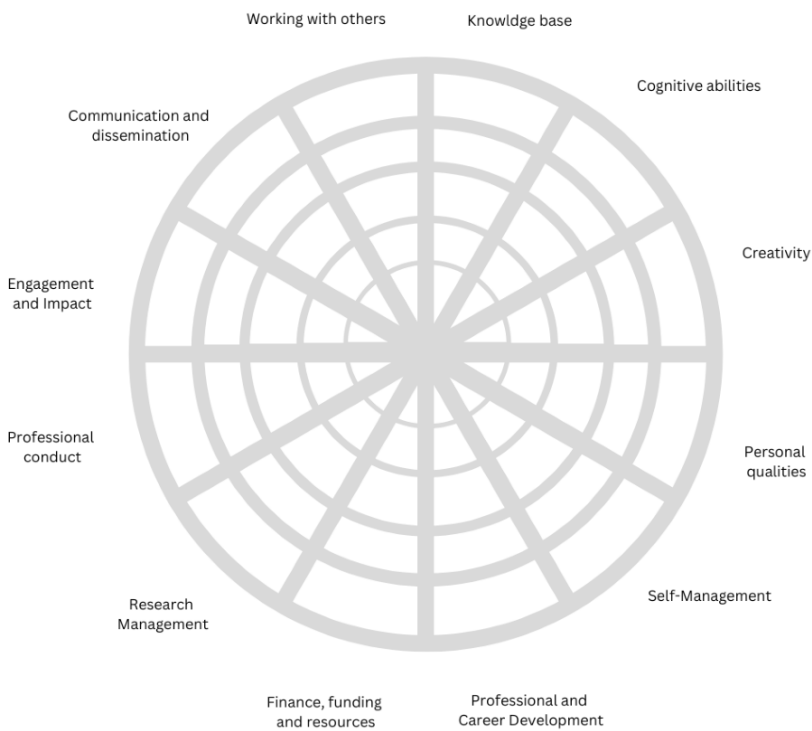 Working with others
Knowldge base
Cognitive abilities
Communication and
dissemination
Creativity
Engagement
and Impact
Professional
conduct
Personal
qualities
Self-Management
Research
Management
Finance, funding
and resources
Professional and
Career Development